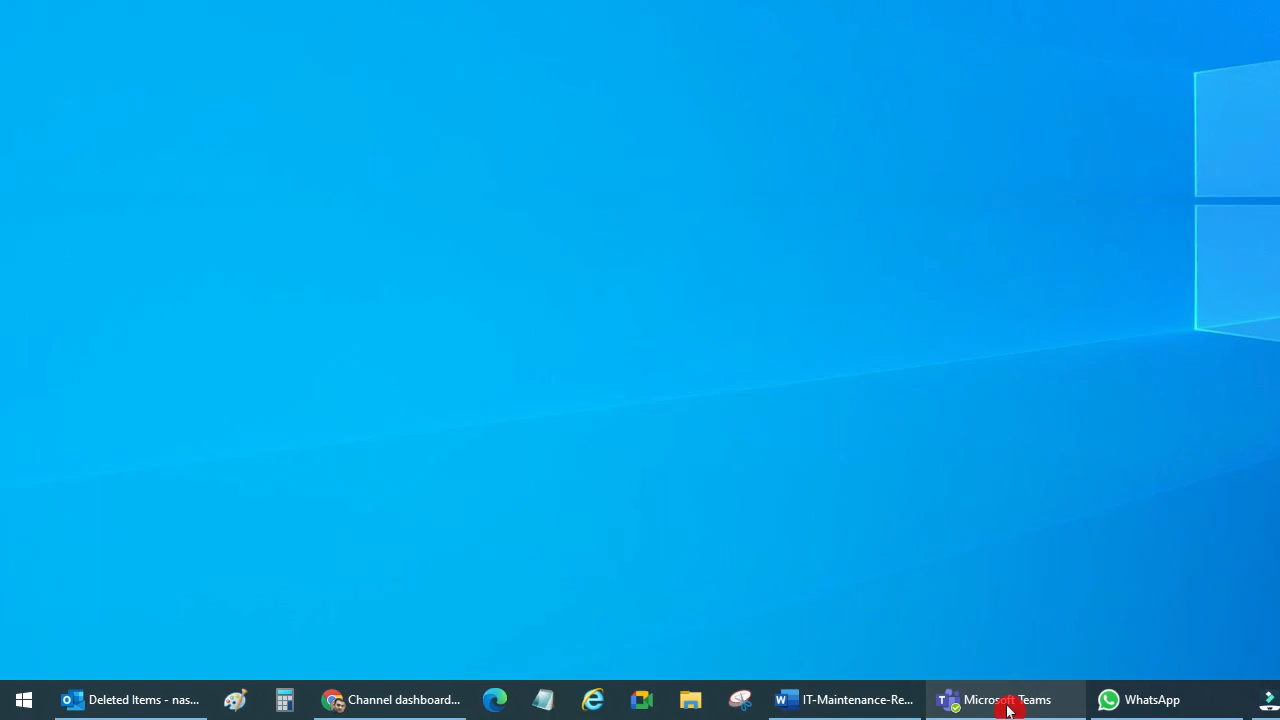 Deleted Items - nas...
Channel dashboard...
IT-Maintenance-Re...
Microsoft Teams
WhatsApp